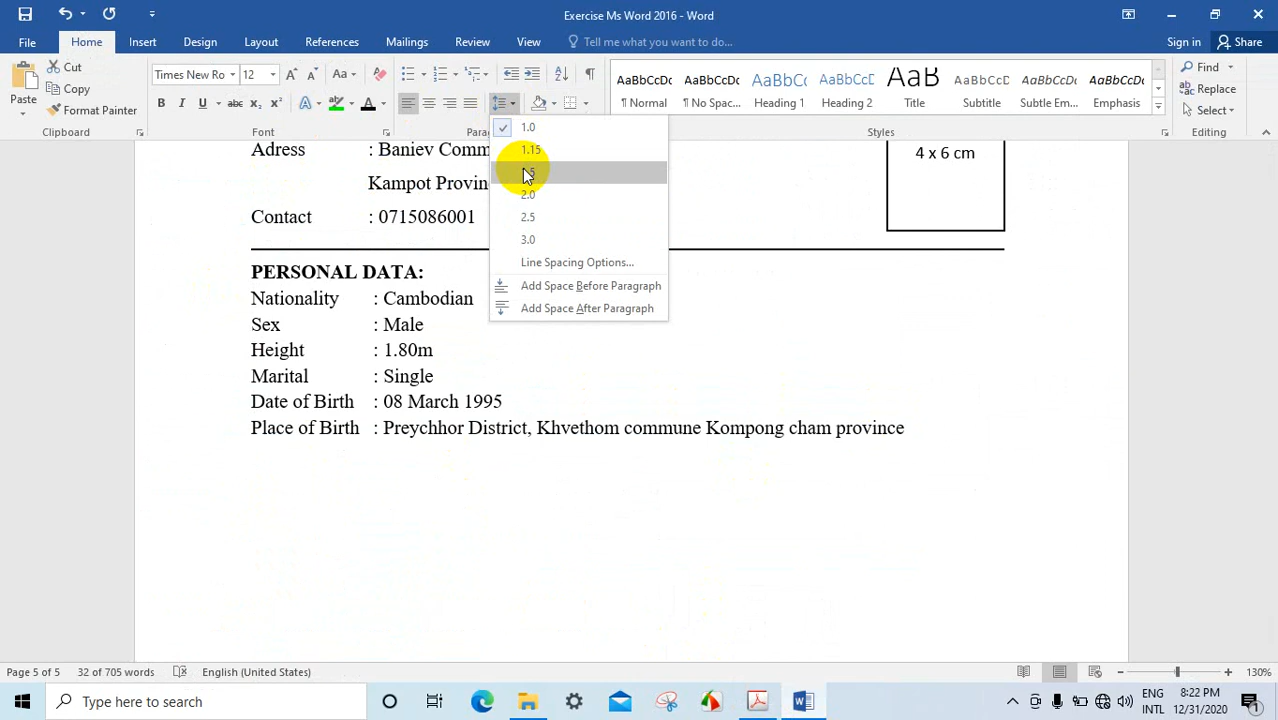 Exercise Ms Word 2016 - Word
File Home Insert Design Layout References Mailings Review View Tell me what you want to do... Sign in Share
Paste
Cut
Copy
Format Painter
Clipboard
Times New Ro 12
Font
1.0
1.15
2.0
2.5
3.0
Line Spacing Options...
Add Space Before Paragraph
Add Space After Paragraph
AaBbCcDc AaBbCcDc AaBbCc AaBbCcC AaB AaBbCcD AaBbCcDc AaBbCcDc
¶ Normal ¶ No Spac... Heading Heading 2 Title Subtitle Subtle Em... Emphasis
Styles
Find
Replace
Select
Editing
Adress : Baniev Comm
Kampot Provin
Contact : 0715086001
4 x 6 cm
PERSONAL DATA:
Nationality : Cambodian
Sex : Male
Height : 1.80m
Marital : Single
Date of Birth : 08 March 1995
Place of Birth : Preychhor District, Khvethom commune Kompong cham province
Page 5 of 5 32 of 705 words English (United States) 130%
Type here to search
ENG
INTL
8:22 PM
12/31/2020